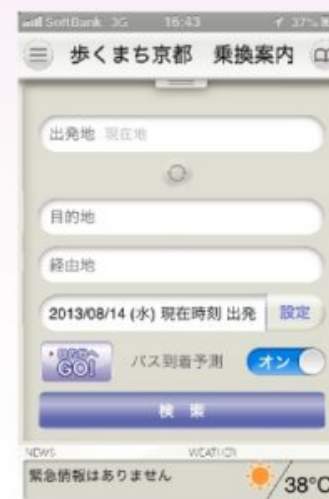 SoftBank 3G 16:43 37%
歩くまち京都 乗換案内
出発地 現在地
目的地
経由地
2013/08/14 (水) 現在時刻 出発 設定
GO! バス到着予測 オン
検 索
NEWS WEATHER
緊急情報はありません 38°C